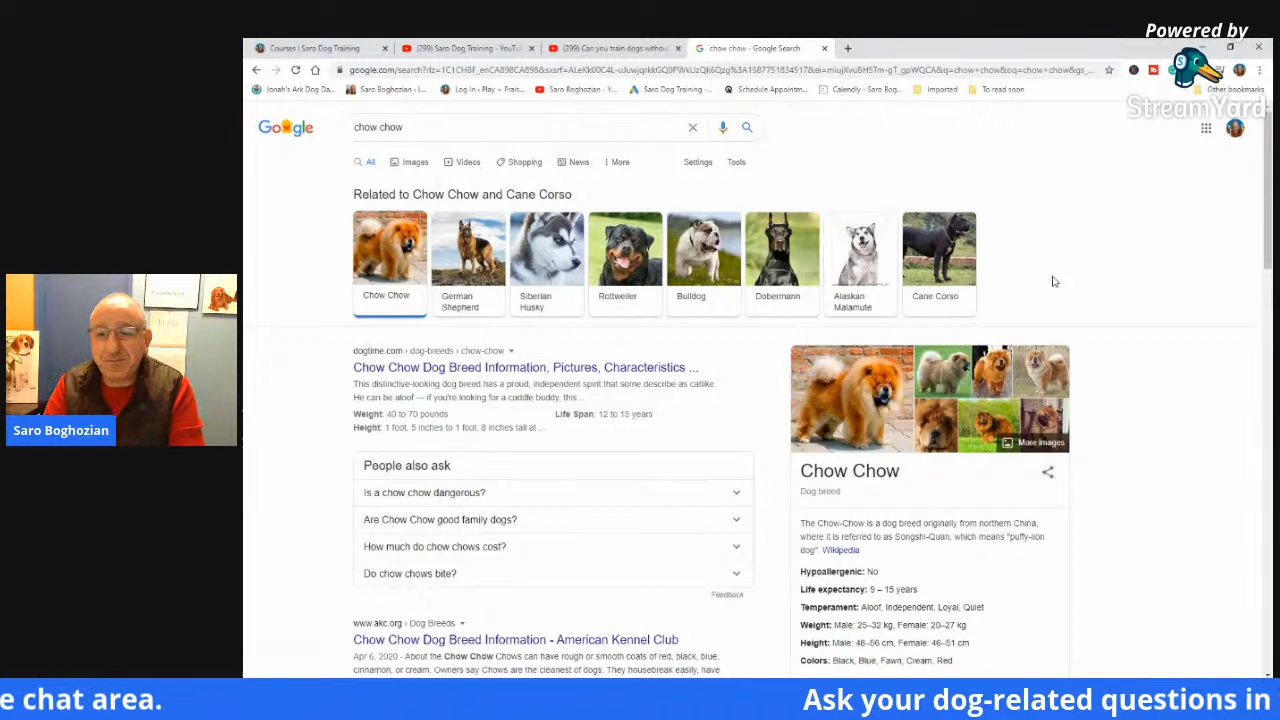 Powered by
StreamYard
Courses | Saro Dog Training
(299) Saro Dog Training - YouTu
(299) Can you train dogs withou
chow chow - Google Search
Jonah's Ark Dog Da...
Saro Boghozian ‹ I...
Log In ‹ Play + Prais...
Saro Boghozian - Y...
Saro Dog Training -...
Schedule Appointm...
Calendly - Saro Bog...
Imported
To read soon
Other bookmarks
Google
chow chow
All
Images
Videos
Shopping
News
More
Settings
Tools
Related to Chow Chow and Cane Corso
Chow Chow
German Shepherd
Siberian Husky
Rottweiler
Bulldog
Dobermann
Alaskan Malamute
Cane Corso
dogtime.com › dog-breeds › chow-chow
Chow Chow Dog Breed Information, Pictures, Characteristics ...
This distinctive-looking dog breed has a proud, independent spirit that some describe as catlike.
He can be aloof — if you're looking for a cuddle buddy, this...
Weight: 40 to 70 pounds
Life Span: 12 to 15 years
Height: 1 foot, 5 inches to 1 foot, 8 inches tall at ...
People also ask
Is a chow chow dangerous?
Are Chow Chow good family dogs?
How much do chow chows cost?
Do chow chows bite?
Feedback
www.akc.org › Dog Breeds
Chow Chow Dog Breed Information - American Kennel Club
Apr 6, 2020 - About the Chow Chow Chows can have rough or smooth coats of red, black, blue,
cinnamon, or cream. Owners say Chows are the cleanest of dogs: They housebreak easily, have
More images
Chow Chow
Dog breed
The Chow-Chow is a dog breed originally from northern China,
where it is referred to as Songshi-Quan, which means "puffy-lion
dog". Wikipedia
Hypoallergenic: No
Life expectancy: 9 – 15 years
Temperament: Aloof, Independent, Loyal, Quiet
Weight: Male: 25–32 kg, Female: 20–27 kg
Height: Male: 48–56 cm, Female: 46–51 cm
Colors: Black, Blue, Fawn, Cream, Red
Saro Boghozian
e chat area.
Ask your dog-related questions in